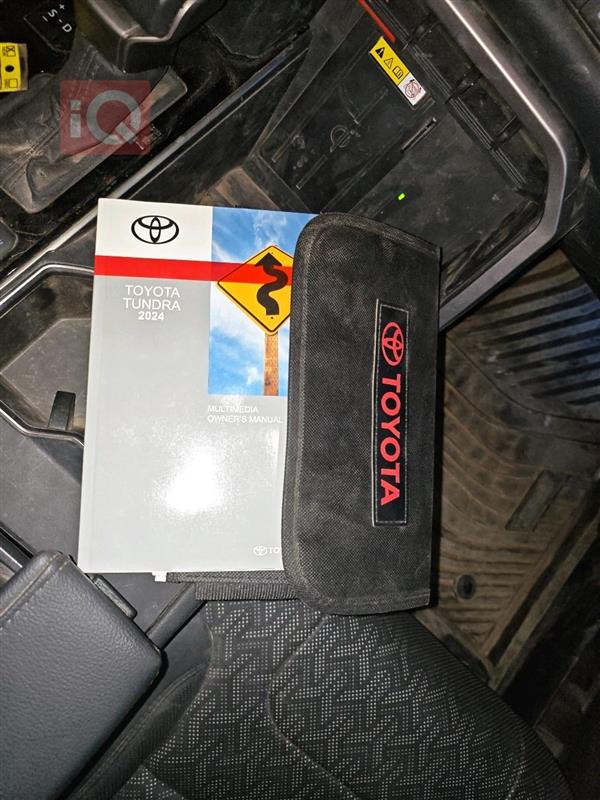 +
S
-
D
iQ
TOYOTA
TUNDRA
2024
MULTIMEDIA
OWNER'S MANUAL
TOYOTA